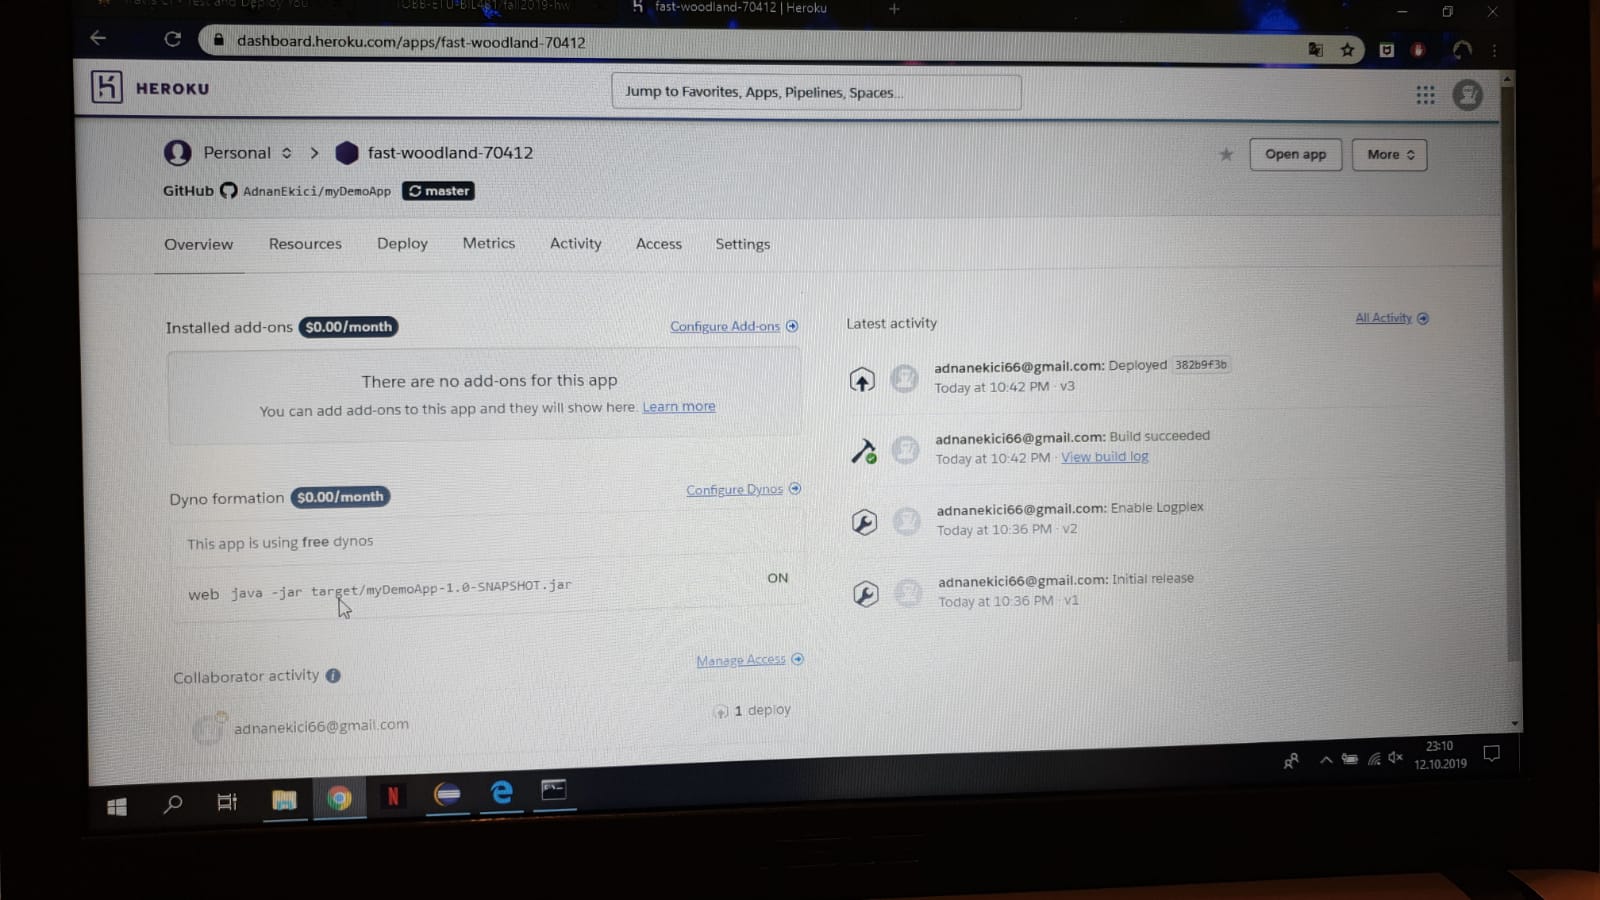 fast-woodland-70412 | Heroku
dashboard.heroku.com/apps/fast-woodland-70412
HEROKU
Jump to Favorites, Apps, Pipelines, Spaces...
Personal
fast-woodland-70412
Open app
More
GitHub AdnanEkici/myDemoApp master
Overview Resources Deploy Metrics Activity Access Settings
Installed add-ons $0.00/month
Configure Add-ons
There are no add-ons for this app
You can add add-ons to this app and they will show here. Learn more
Dyno formation $0.00/month
Configure Dynos
This app is using free dynos
web java -jar target/myDemoApp-1.0-SNAPSHOT.jar
ON
Collaborator activity
Manage Access
adnanekici66@gmail.com
1 deploy
Latest activity
All Activity
adnanekici66@gmail.com: Deployed 382b9f3b
Today at 10:42 PM · v3
adnanekici66@gmail.com: Build succeeded
Today at 10:42 PM · View build log
adnanekici66@gmail.com: Enable Logplex
Today at 10:36 PM · v2
adnanekici66@gmail.com: Initial release
Today at 10:36 PM · v1
23:10
12.10.2019